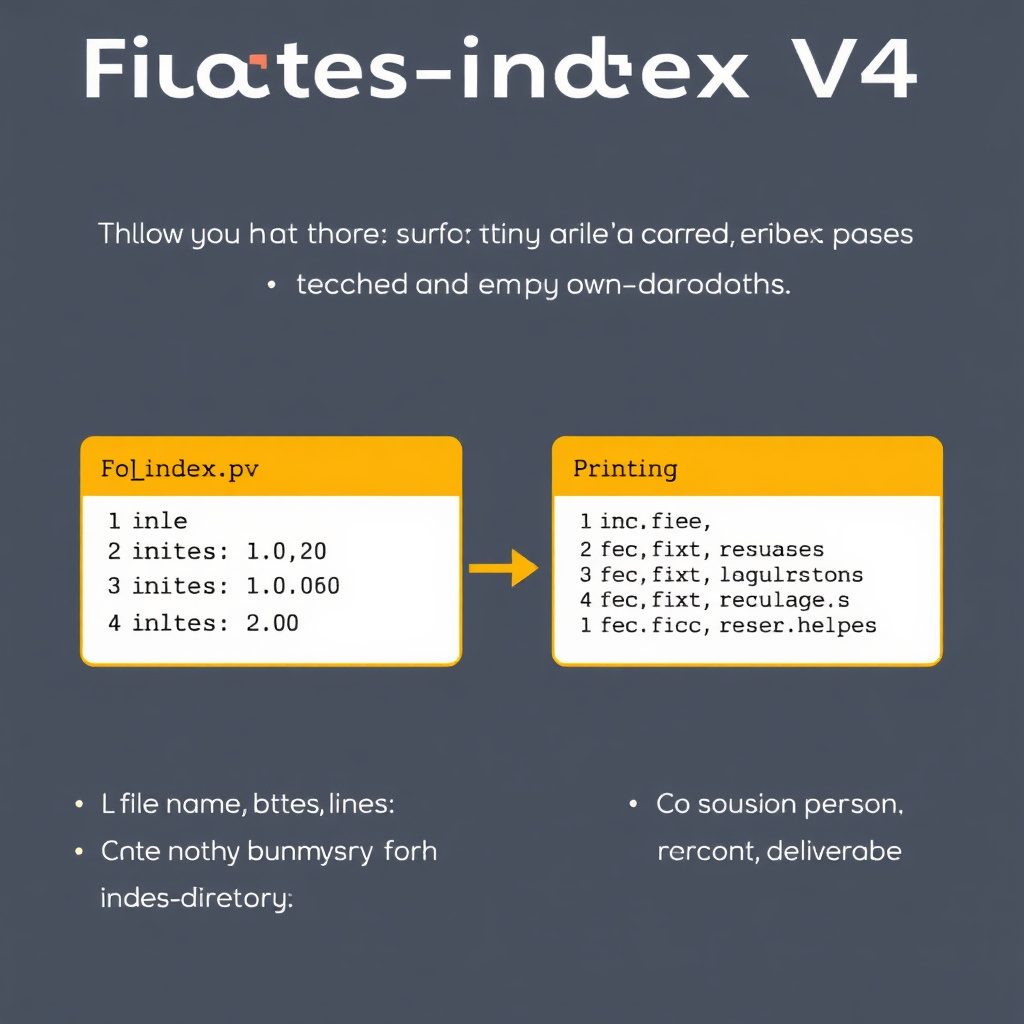 Filates-index V4
Thllow you hat thore: surfo: ttiny arile'a carred, eribex pases
• tecched and empy own-darodoths.
Fol_index.pv
1 inle
2 inites: 1.0,20
3 inites: 1.0.060
4 inltes: 2.00
Printing
1 inc.fiee,
2 fec,fixt, resuases
3 fec,fixt, lagulrstons
4 fec,fixt, reculage.s
1 fec.ficc, reser.helpes
• L file name, bttes, lines:
• Cnte nothy bunmysry forh
indes-diretory:
• Co sousion person.
rercont, deliverabe